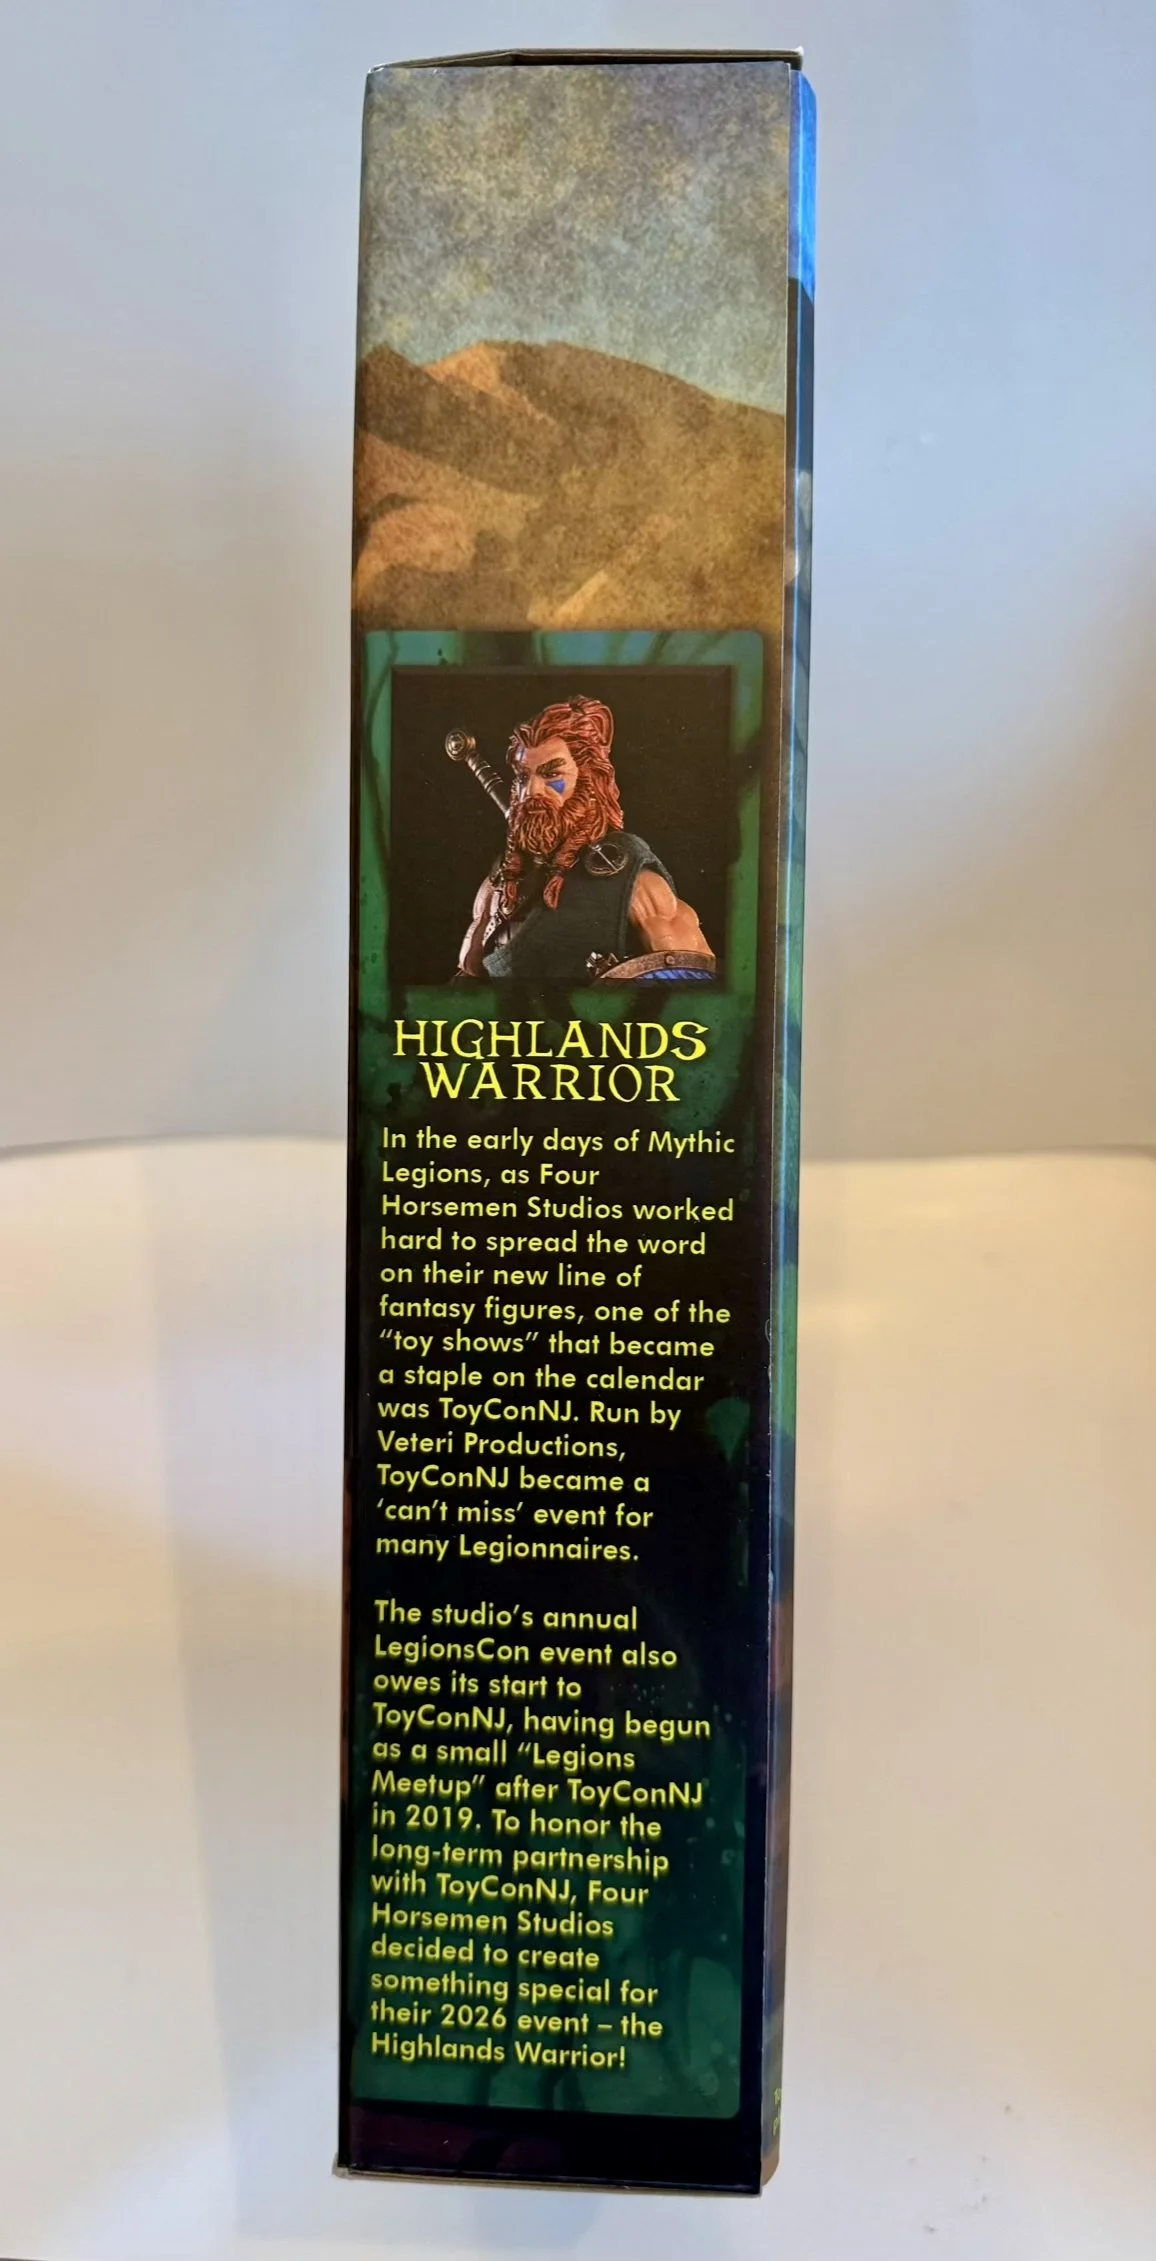 HIGHLANDS
WARRIOR
In the early days of Mythic
Legions, as Four
Horsemen Studios worked
hard to spread the word
on their new line of
fantasy figures, one of the
“toy shows” that became
a staple on the calendar
was ToyConNJ. Run by
Veteri Productions,
ToyConNJ became a
‘can’t miss’ event for
many Legionnaires.
The studio’s annual
LegionsCon event also
owes its start to
ToyConNJ, having begun
as a small “Legions
Meetup” after ToyConNJ
in 2019. To honor the
long-term partnership
with ToyConNJ, Four
Horsemen Studios
decided to create
something special for
their 2026 event – the
Highlands Warrior!